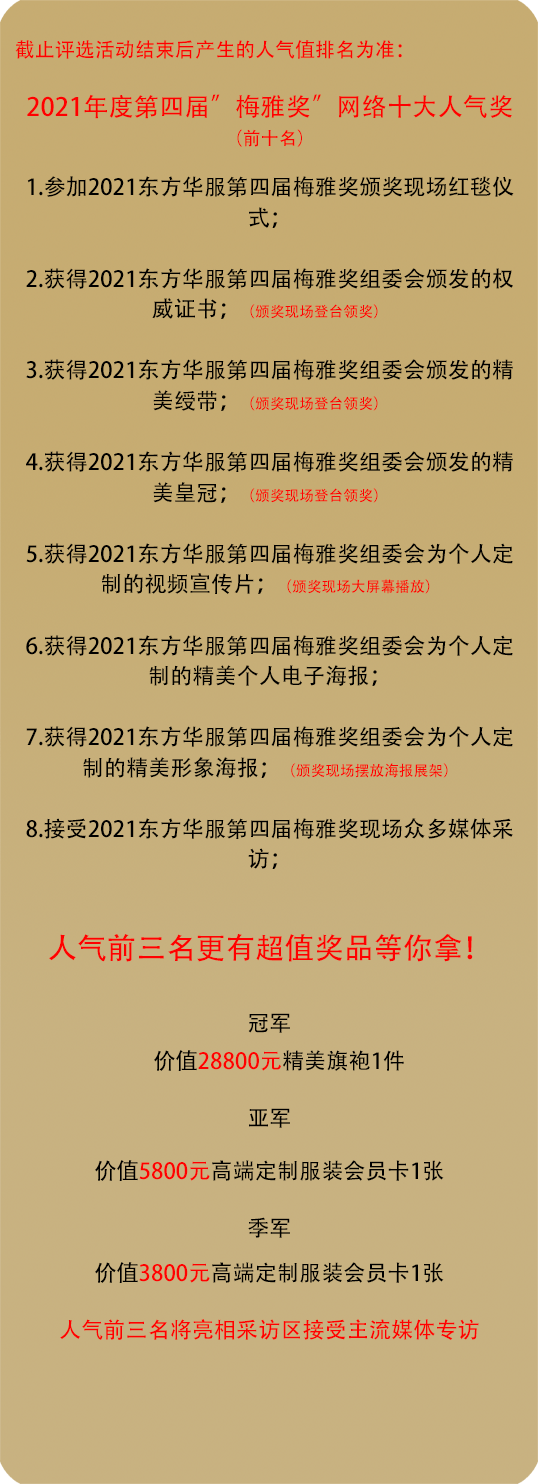 截止评选活动结束后产生的人气值排名为准：
2021年度第四届”梅雅奖”网络十大人气奖
（前十名）
1.参加2021东方华服第四届梅雅奖颁奖现场红毯仪
式；
2.获得2021东方华服第四届梅雅奖组委会颁发的权
威证书；（颁奖现场登台领奖）
3.获得2021东方华服第四届梅雅奖组委会颁发的精
美绶带；（颁奖现场登台领奖）
4.获得2021东方华服第四届梅雅奖组委会颁发的精
美皇冠；（颁奖现场登台领奖）
5.获得2021东方华服第四届梅雅奖组委会为个人定
制的视频宣传片；（颁奖现场大屏幕播放）
6.获得2021东方华服第四届梅雅奖组委会为个人定
制的精美个人电子海报；
7.获得2021东方华服第四届梅雅奖组委会为个人定
制的精美形象海报；（颁奖现场摆放海报展架）
8.接受2021东方华服第四届梅雅奖现场众多媒体采
访；
人气前三名更有超值奖品等你拿！
冠军
价值28800元精美旗袍1件
亚军
价值5800元高端定制服装会员卡1张
季军
价值3800元高端定制服装会员卡1张
人气前三名将亮相采访区接受主流媒体专访